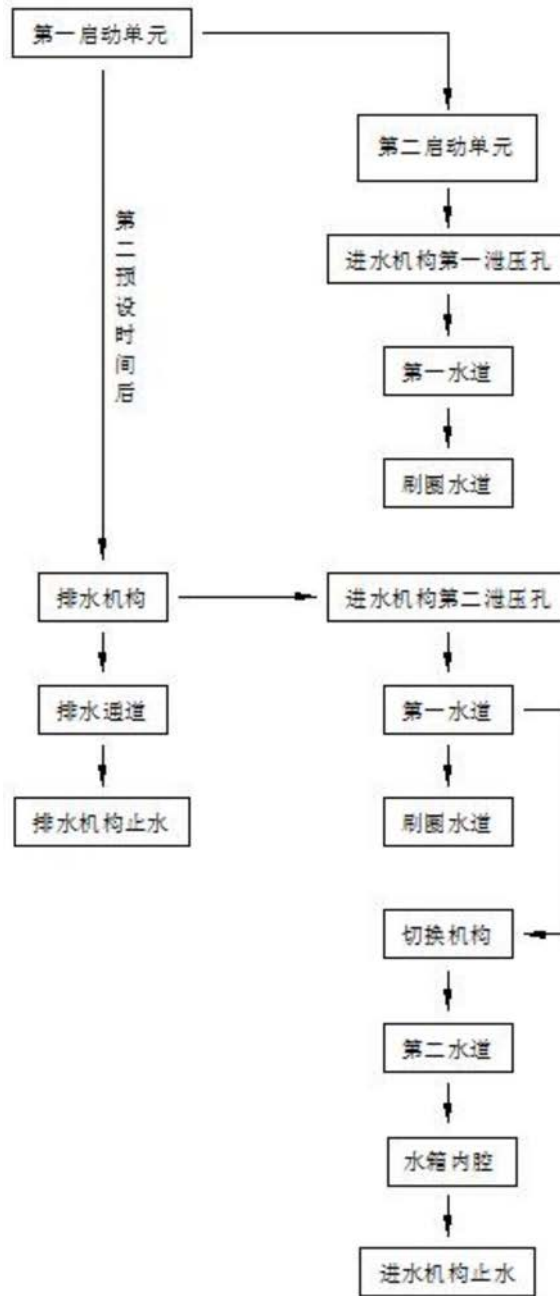 第一启动单元
第二启动单元
第二预设时间后
进水机构第一泄压孔
第一水道
刷圈水道
排水机构
进水机构第二泄压孔
排水通道
第一水道
排水机构止水
刷圈水道
切换机构
第二水道
水箱内腔
进水机构止水